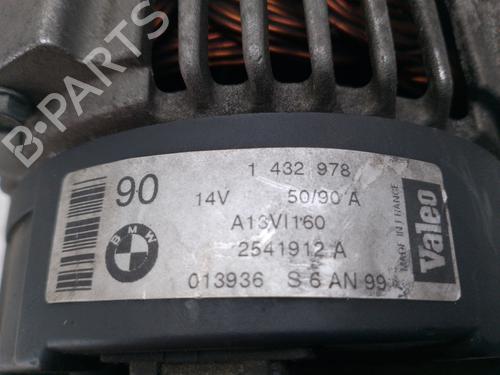 B-PARTS
90
1 432 978
14V 50/90 A
A13VI160
2541912 A
013936 S 6 AN 99
BMW
MADE IN FRANCE
Valeo